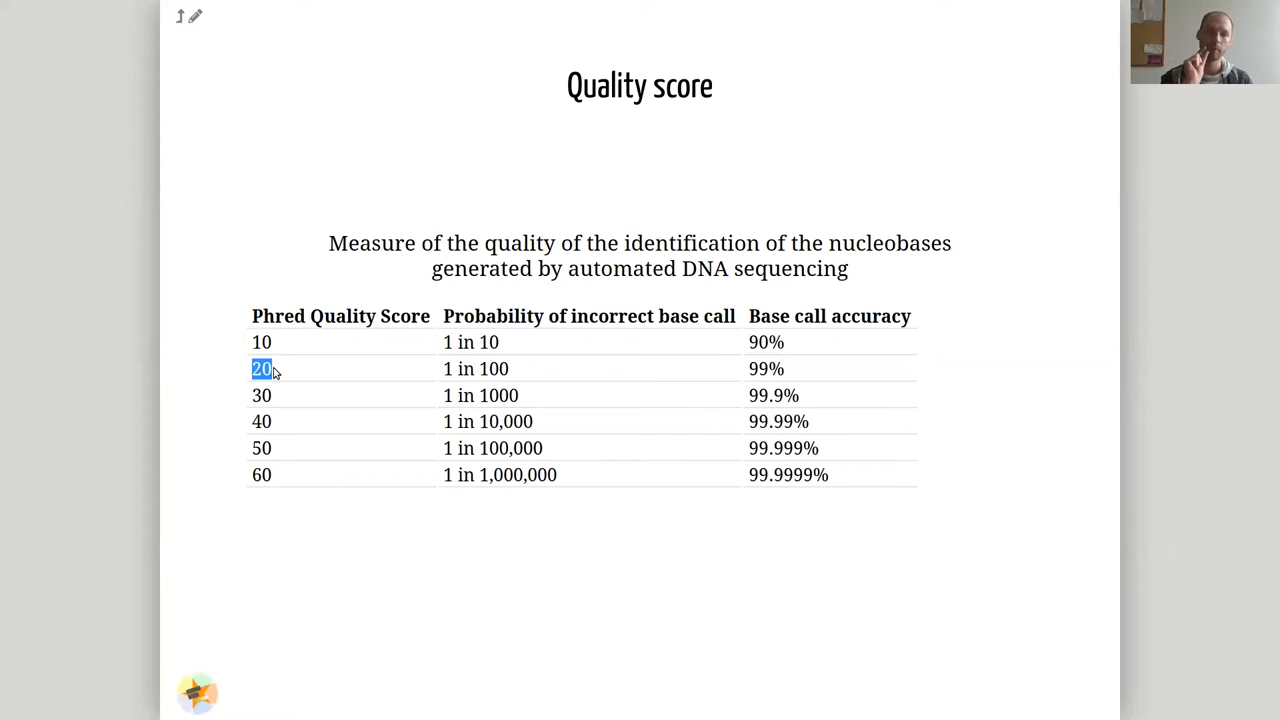 Quality score
Measure of the quality of the identification of the nucleobases
generated by automated DNA sequencing
Phred Quality Score Probability of incorrect base call Base call accuracy
10 1 in 10 90%
20 1 in 100 99%
30 1 in 1000 99.9%
40 1 in 10,000 99.99%
50 1 in 100,000 99.999%
60 1 in 1,000,000 99.9999%